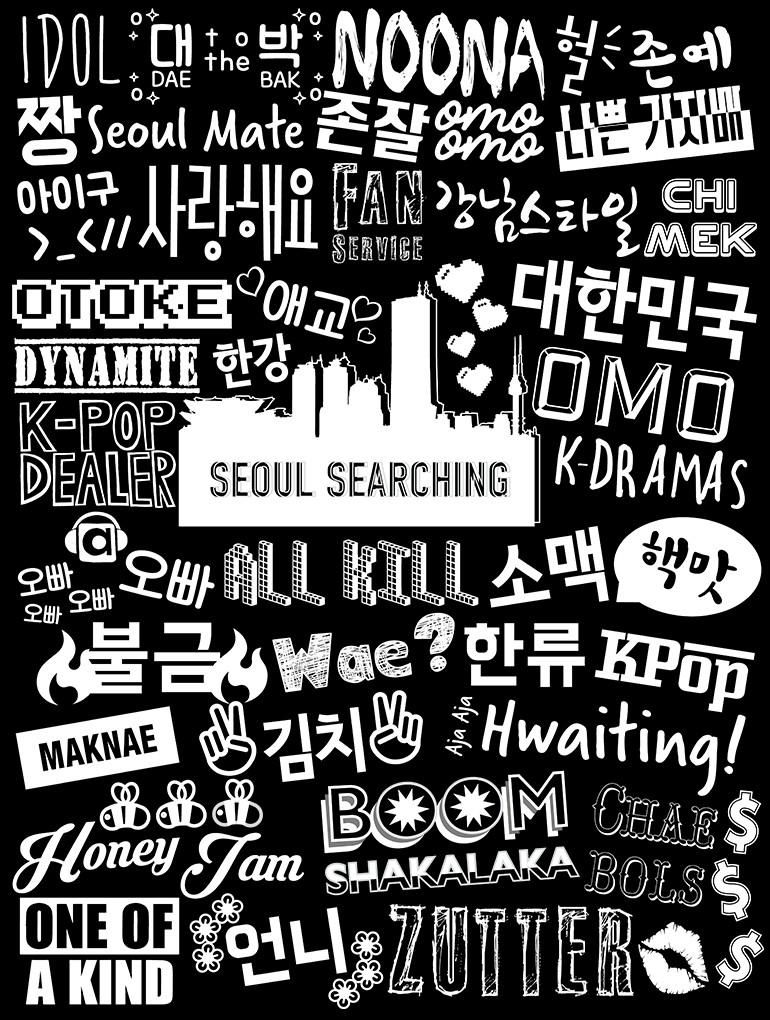 IDOL
대 to the 박
DAE BAK
NOONA
헐
존예
짱
Seoul Mate
존잘
omo
omo
나쁜 기지배
아이구
>_<//
사랑해요
FAN
SERVICE
강남스타일
CHI
MEK
OTOKE
애교
대한민국
DYNAMITE
한강
OMO
K-POP
DEALER
SEOUL SEARCHING
K-DRAMAS
a
오빠
오빠
오빠
오빠
ALL KILL
소맥
핵맛
불금
Wae?
한류
KPOP
MAKNAE
김치
Aja Aja
Hwaiting!
Honey Jam
BOOM
SHAKALAKA
CHAE $
BOLS $
$
ONE OF
A KIND
언니
ZUTTER